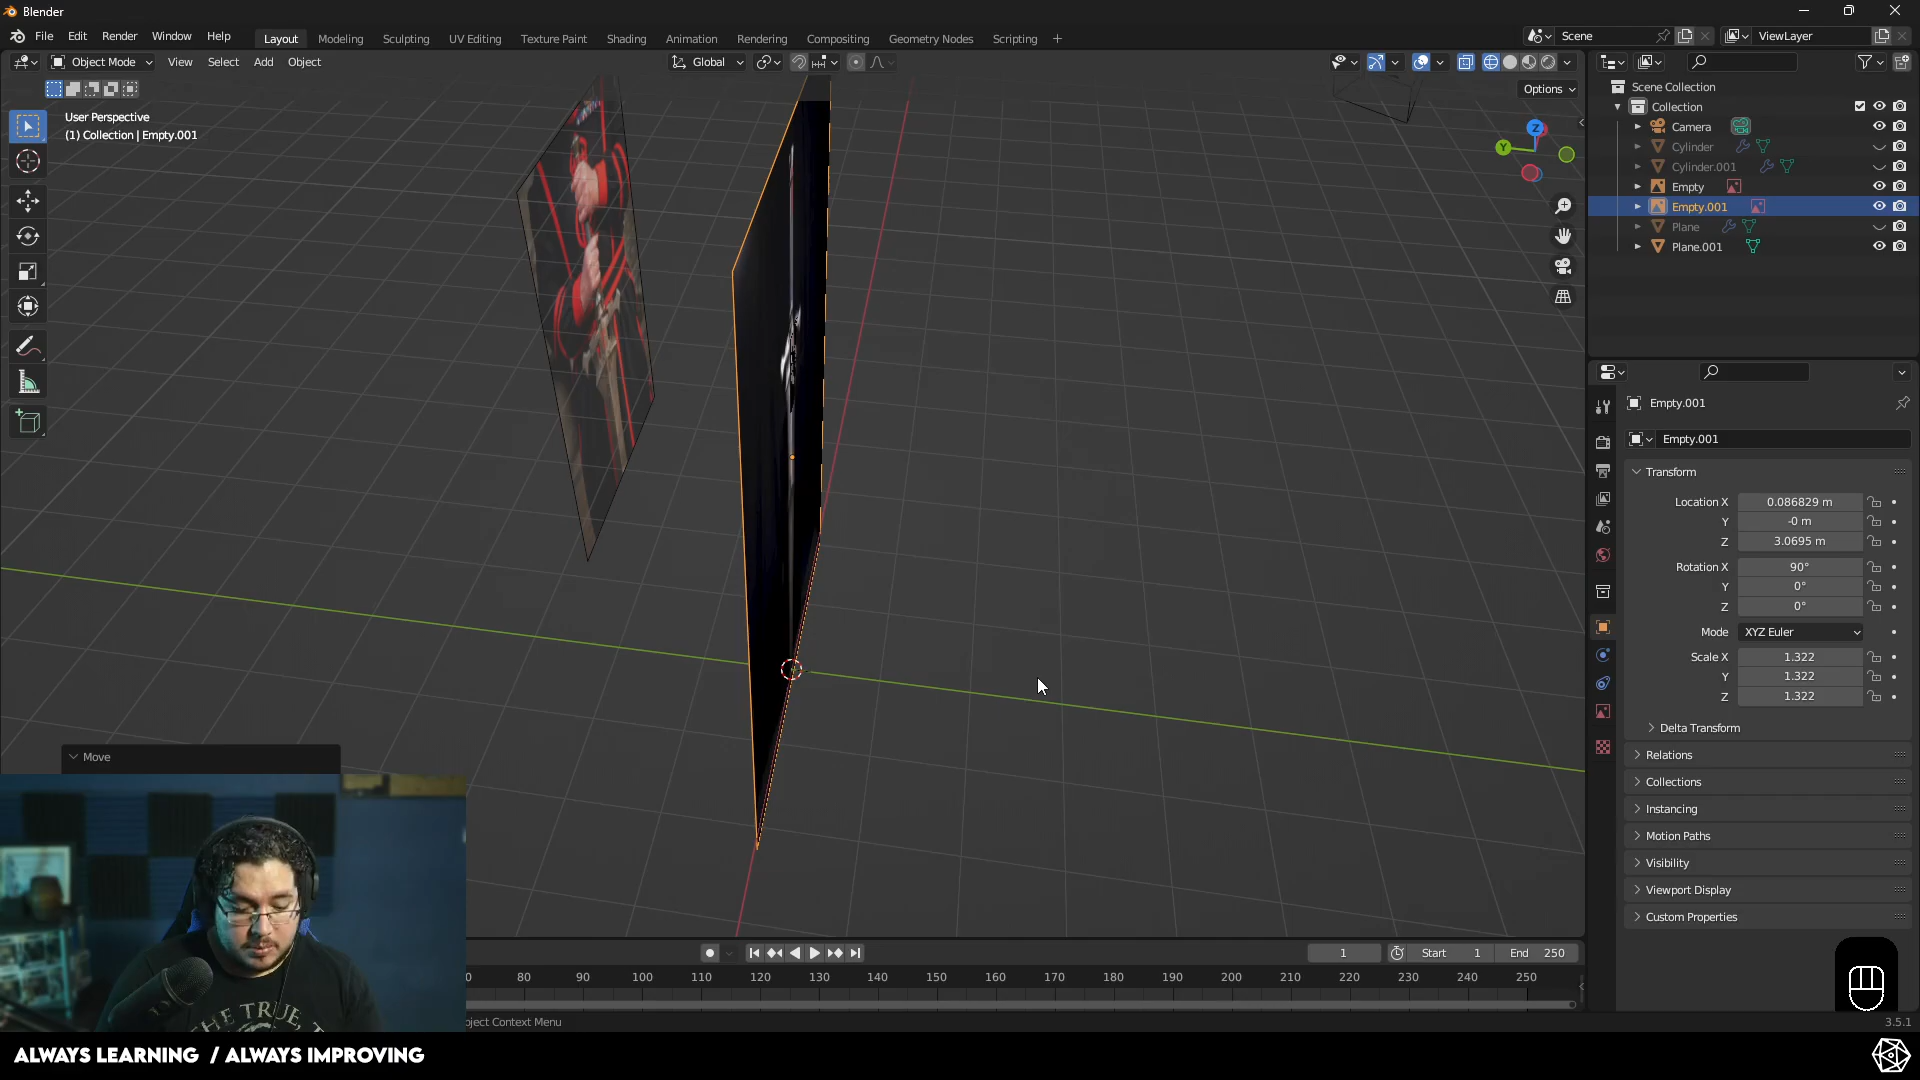 Blender
File Edit Render Window Help Layout Modeling Sculpting UV Editing Texture Paint Shading Animation Rendering Compositing Geometry Nodes Scripting + Scene ViewLayer
Object Mode View Select Add Object Global
Options
User Perspective
(1) Collection | Empty.001
Z
Y
Scene Collection
Collection
Camera
Cylinder
Cylinder.001
Empty
Empty.001
Plane
Plane.001
Empty.001
Empty.001
Transform
Location X 0.086829 m
Y -0 m
Z 3.0695 m
Rotation X 90°
Y 0°
Z 0°
Mode XYZ Euler
Scale X 1.322
Y 1.322
Z 1.322
Delta Transform
Relations
Collections
Instancing
Motion Paths
Visibility
Viewport Display
Custom Properties
Move
1 Start 1 End 250
80 90 100 110 120 130 140 150 160 170 180 190 200 210 220 230 240 250
ject Context Menu
3.5.1
HE TRUE, T
ALWAYS LEARNING / ALWAYS IMPROVING